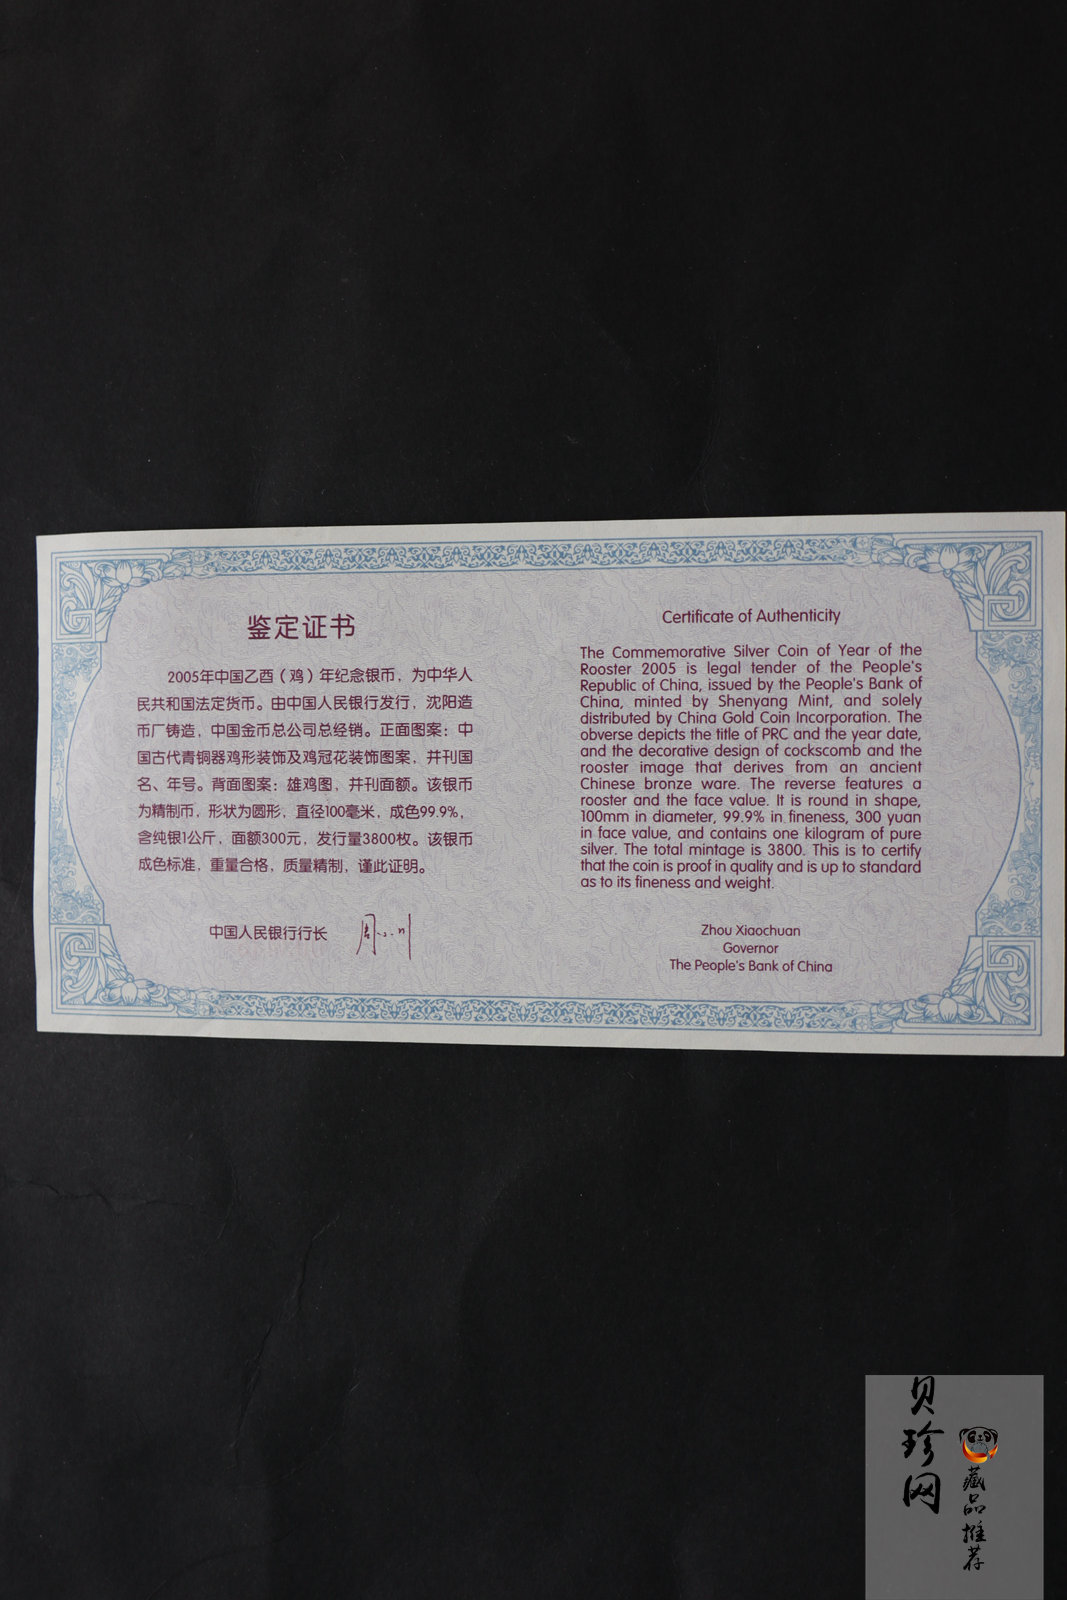 鉴定证书
2005年中国乙酉（鸡）年纪念银币，为中华人
民共和国法定货币。由中国人民银行发行，沈阳造
币厂铸造，中国金币总公司总经销。正面图案：中
国古代青铜器鸡形装饰及鸡冠花装饰图案，并刊国
名、年号。背面图案：雄鸡图，并刊面额。该银币
为精制币，形状为圆形，直径100毫米，成色99.9%，
含纯银1公斤，面额300元，发行量3800枚。该银币
成色标准，重量合格，质量精制，谨此证明。
中国人民银行行长 周小川
Certificate of Authenticity
The Commemorative Silver Coin of Year of the
Rooster 2005 is legal tender of the People's
Republic of China, issued by the People's Bank of
China, minted by Shenyang Mint, and solely
distributed by China Gold Coin Incorporation. The
obverse depicts the title of PRC and the year date,
and the decorative design of cockscomb and the
rooster image that derives from an ancient
Chinese bronze ware. The reverse features a
rooster and the face value. It is round in shape,
100mm in diameter, 99.9% in fineness, 300 yuan
in face value, and contains one kilogram of pure
silver. The total mintage is 3800. This is to certify
that the coin is proof in quality and is up to standard
as to its fineness and weight.
Zhou Xiaochuan
Governor
The People's Bank of China
贝珍网
藏品推荐